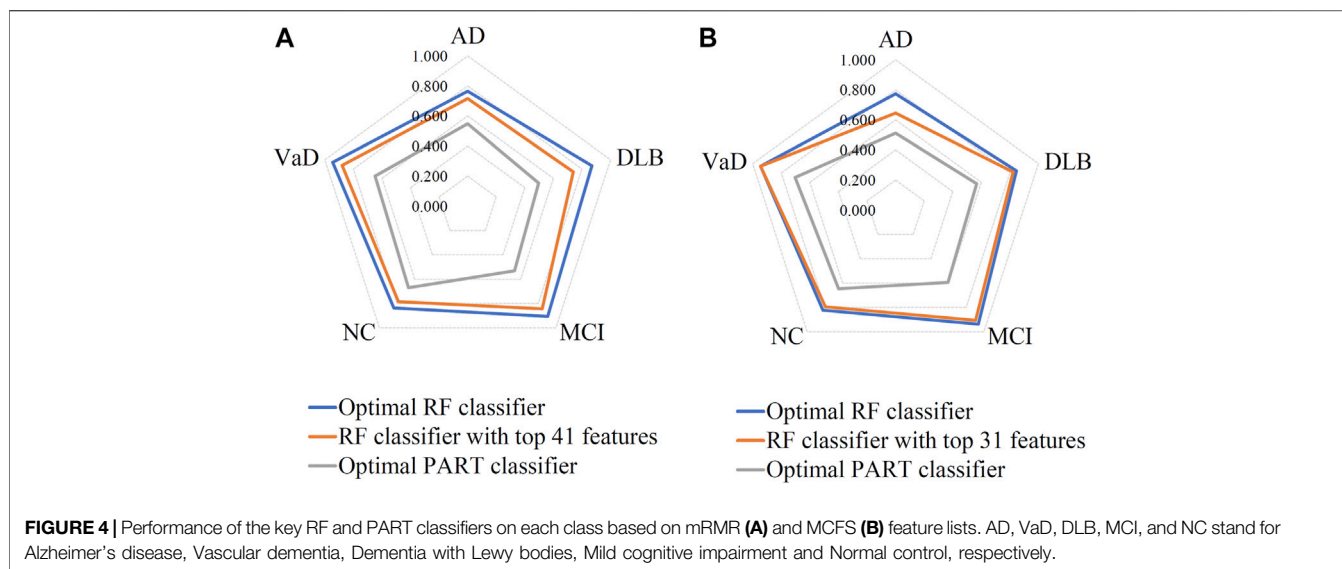 A
AD
1.000
0.800
0.600
0.400
0.200
0.000
VaD
DLB
NC
MCI
Optimal RF classifier
RF classifier with top 41 features
Optimal PART classifier
B
AD
1.000
0.800
0.600
0.400
0.200
0.000
VaD
DLB
NC
MCI
Optimal RF classifier
RF classifier with top 31 features
Optimal PART classifier
FIGURE 4 | Performance of the key RF and PART classifiers on each class based on mRMR (A) and MCFS (B) feature lists. AD, VaD, DLB, MCI, and NC stand for
Alzheimer's disease, Vascular dementia, Dementia with Lewy bodies, Mild cognitive impairment and Normal control, respectively.